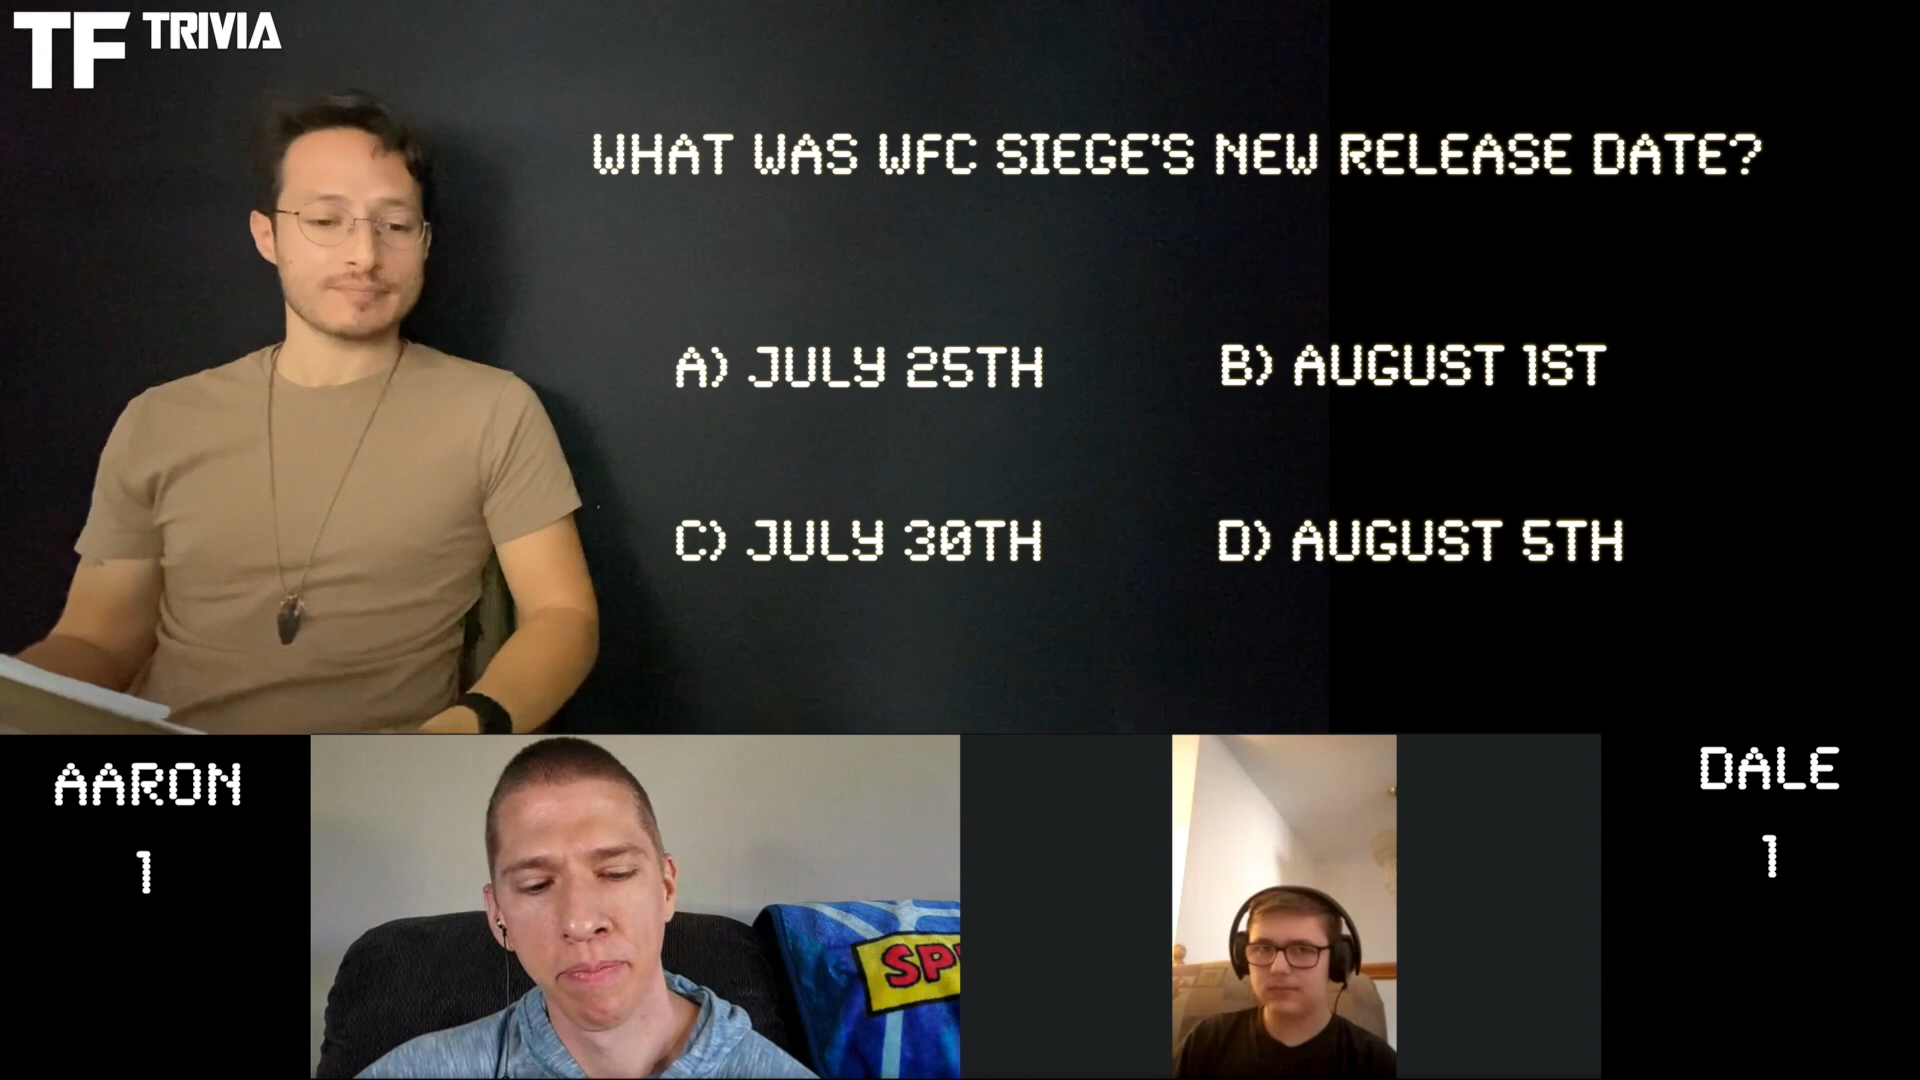 TF TRIVIA
WHAT WAS WFC SIEGE'S NEW RELEASE DATE?
A) JULY 25TH
B) AUGUST 1ST
C) JULY 30TH
D) AUGUST 5TH
AARON
1
SP
DALE
1